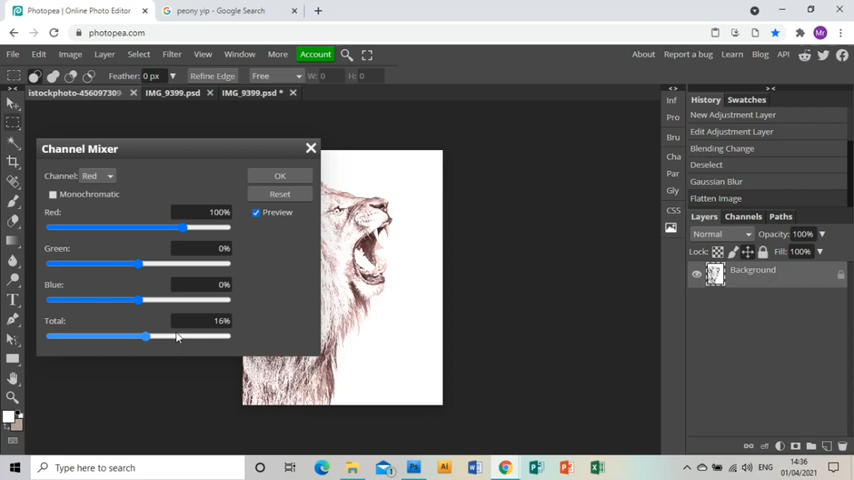 Photopea | Online Photo Editor
peony yip - Google Search
photopea.com
Mr
File Edit Image Layer Select Filter View Window More Account
About Report a bug Learn Blog API
Feather: 0 px Refine Edge Free W: 0 H: 0
istockphoto-456097309 IMG_9399.psd IMG_9399.psd *
Channel Mixer
Channel: Red
OK
Monochromatic
Reset
Red: 100%
Preview
Green: 0%
Blue: 0%
Total: 16%
Inf
Pro
Bru
Cha
Par
Gly
CSS
History Swatches
New Adjustment Layer
Edit Adjustment Layer
Blending Change
Deselect
Gaussian Blur
Flatten Image
Layers Channels Paths
Normal Opacity: 100%
Lock: Fill: 100%
Background
eff
Type here to search
1
ENG
14:36
01/04/2021